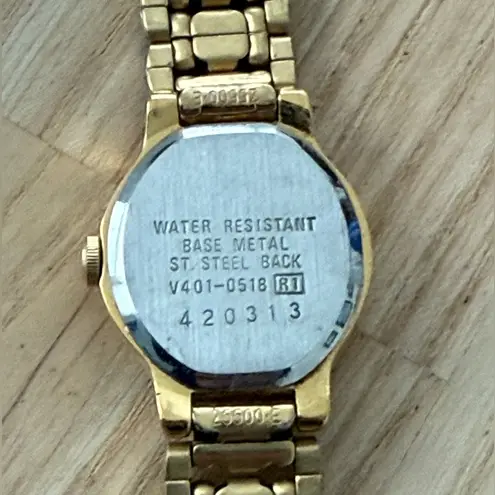 WATER RESISTANT
BASE METAL
ST. STEEL BACK
V401-0518 R1
420313